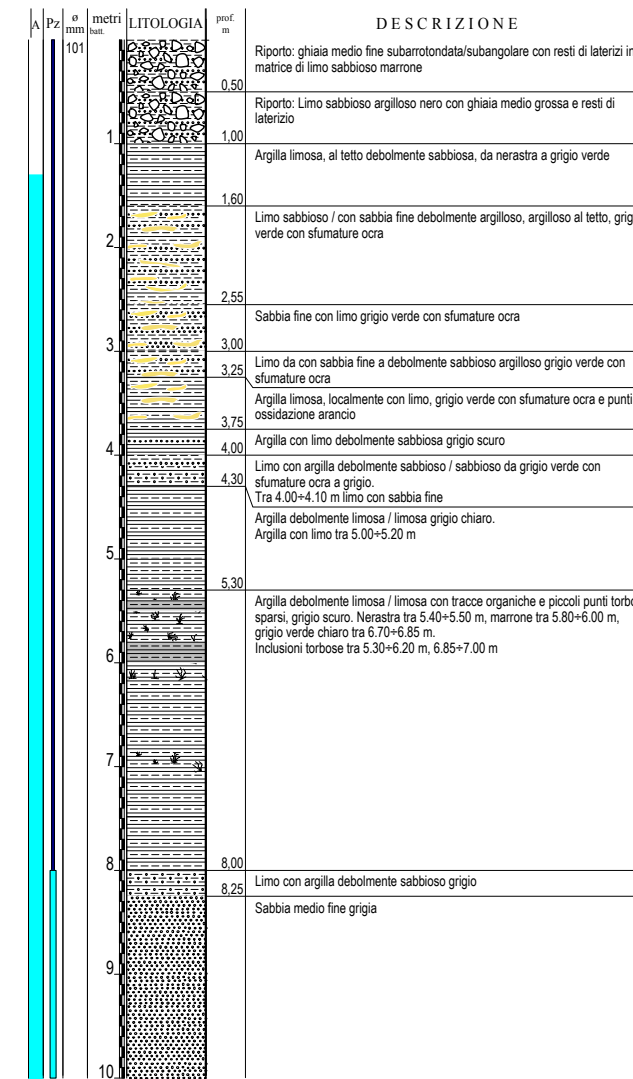 A Pz ø mm metri batt. LITOLOGIA prof. m DESCRIZIONE
101
Riporto: ghiaia medio fine subarrotondata/subangolare con resti di laterizi in
matrice di limo sabbioso marrone
0,50
Riporto: Limo sabbioso argilloso nero con ghiaia medio grossa e resti di
laterizio
1 1,00
Argilla limosa, al tetto debolmente sabbiosa, da nerastra a grigio verde
1,60
Limo sabbioso / con sabbia fine debolmente argilloso, argilloso al tetto, grig
verde con sfumature ocra
2
2,55
Sabbia fine con limo grigio verde con sfumature ocra
3 3,00
Limo da con sabbia fine a debolmente sabbioso argilloso grigio verde con
sfumature ocra
3,25
Argilla limosa, localmente con limo, grigio verde con sfumature ocra e punti
ossidazione arancio
3,75
Argilla con limo debolmente sabbiosa grigio scuro
4 4,00
Limo con argilla debolmente sabbioso / sabbioso da grigio verde con
sfumature ocra a grigio.
Tra 4.00÷4.10 m limo con sabbia fine
4,30
Argilla debolmente limosa / limosa grigio chiaro.
Argilla con limo tra 5.00÷5.20 m
5
5,30
Argilla debolmente limosa / limosa con tracce organiche e piccoli punti torbo
sparsi, grigio scuro. Nerastra tra 5.40÷5.50 m, marrone tra 5.80÷6.00 m,
grigio verde chiaro tra 6.70÷6.85 m.
Inclusioni torbose tra 5.30÷6.20 m, 6.85÷7.00 m
6
7
8 8,00
Limo con argilla debolmente sabbioso grigio
8,25
Sabbia medio fine grigia
9
10